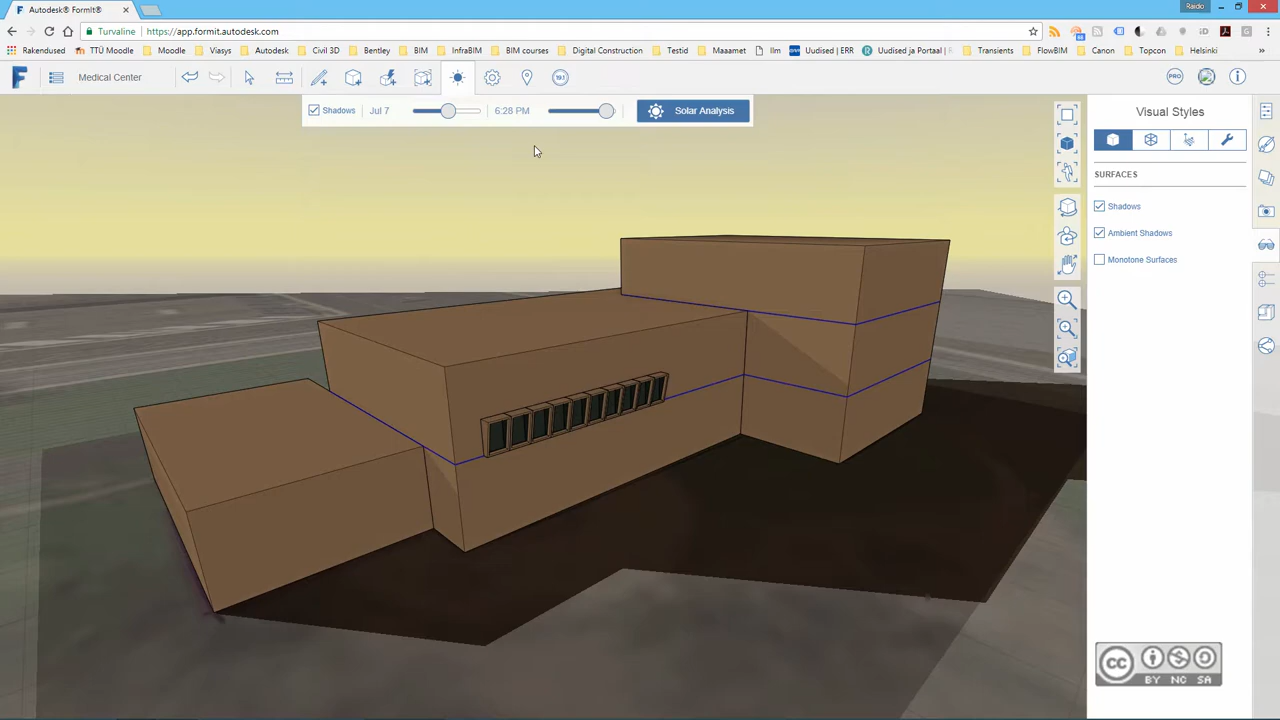 Autodesk® FormIt®
Raido
Turvaline
https://app.formit.autodesk.com
Rakendused
TTÜ Moodle
Moodle
Viasys
Autodesk
Civil 3D
Bentley
BIM
InfraBIM
BIM courses
Digital Construction
Testid
Maaamet
Ilm
Uudised | ERR
Uudised ja Portaal | R
Transients
FlowBIM
Canon
Topcon
Helsinki
Medical Center
PRO
Shadows
Jul 7
6:28 PM
Solar Analysis
Visual Styles
SURFACES
Shadows
Ambient Shadows
Monotone Surfaces
CC
BY NC SA